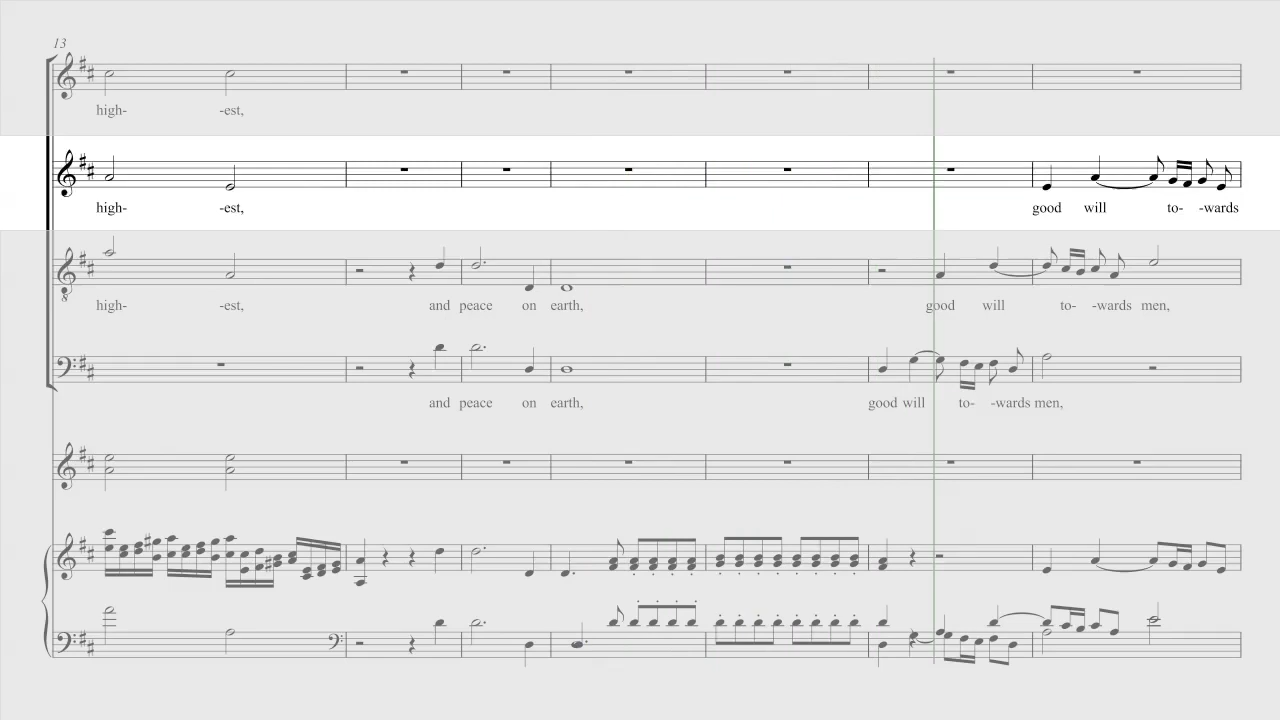 13
high- -est,
high- -est, good will to- -wards
high- -est, and peace on earth, good will to- -wards men,
and peace on earth, good will to- -wards men,